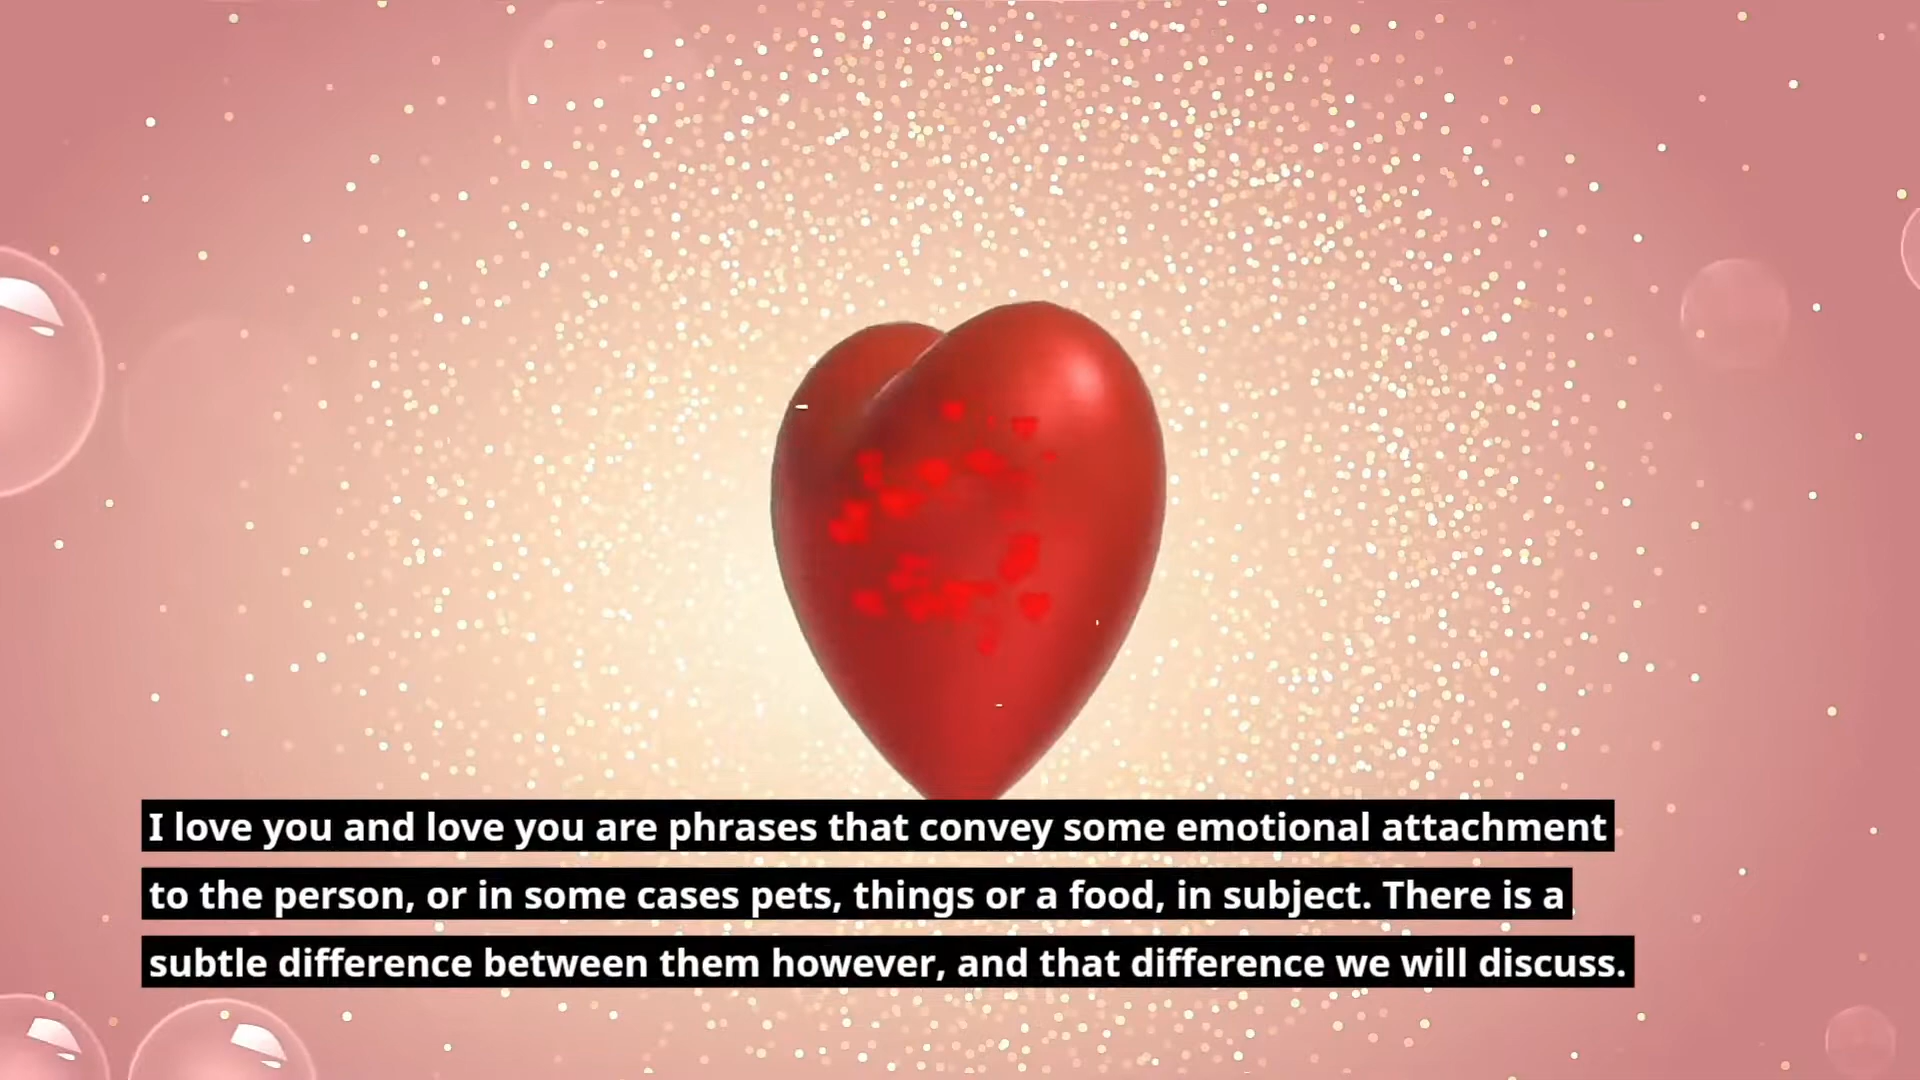 I love you and love you are phrases that convey some emotional attachment
to the person, or in some cases pets, things or a food, in subject. There is a
subtle difference between them however, and that difference we will discuss.